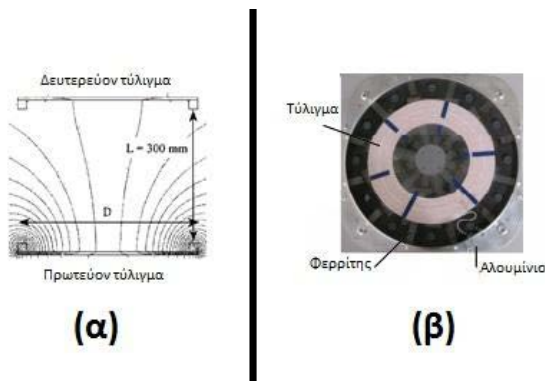 Δευτερεύον τύλιγμα
L = 300 mm
D
Πρωτεύον τύλιγμα
(α)
Τύλιγμα
Φερρίτης
Αλουμίνιο
(β)